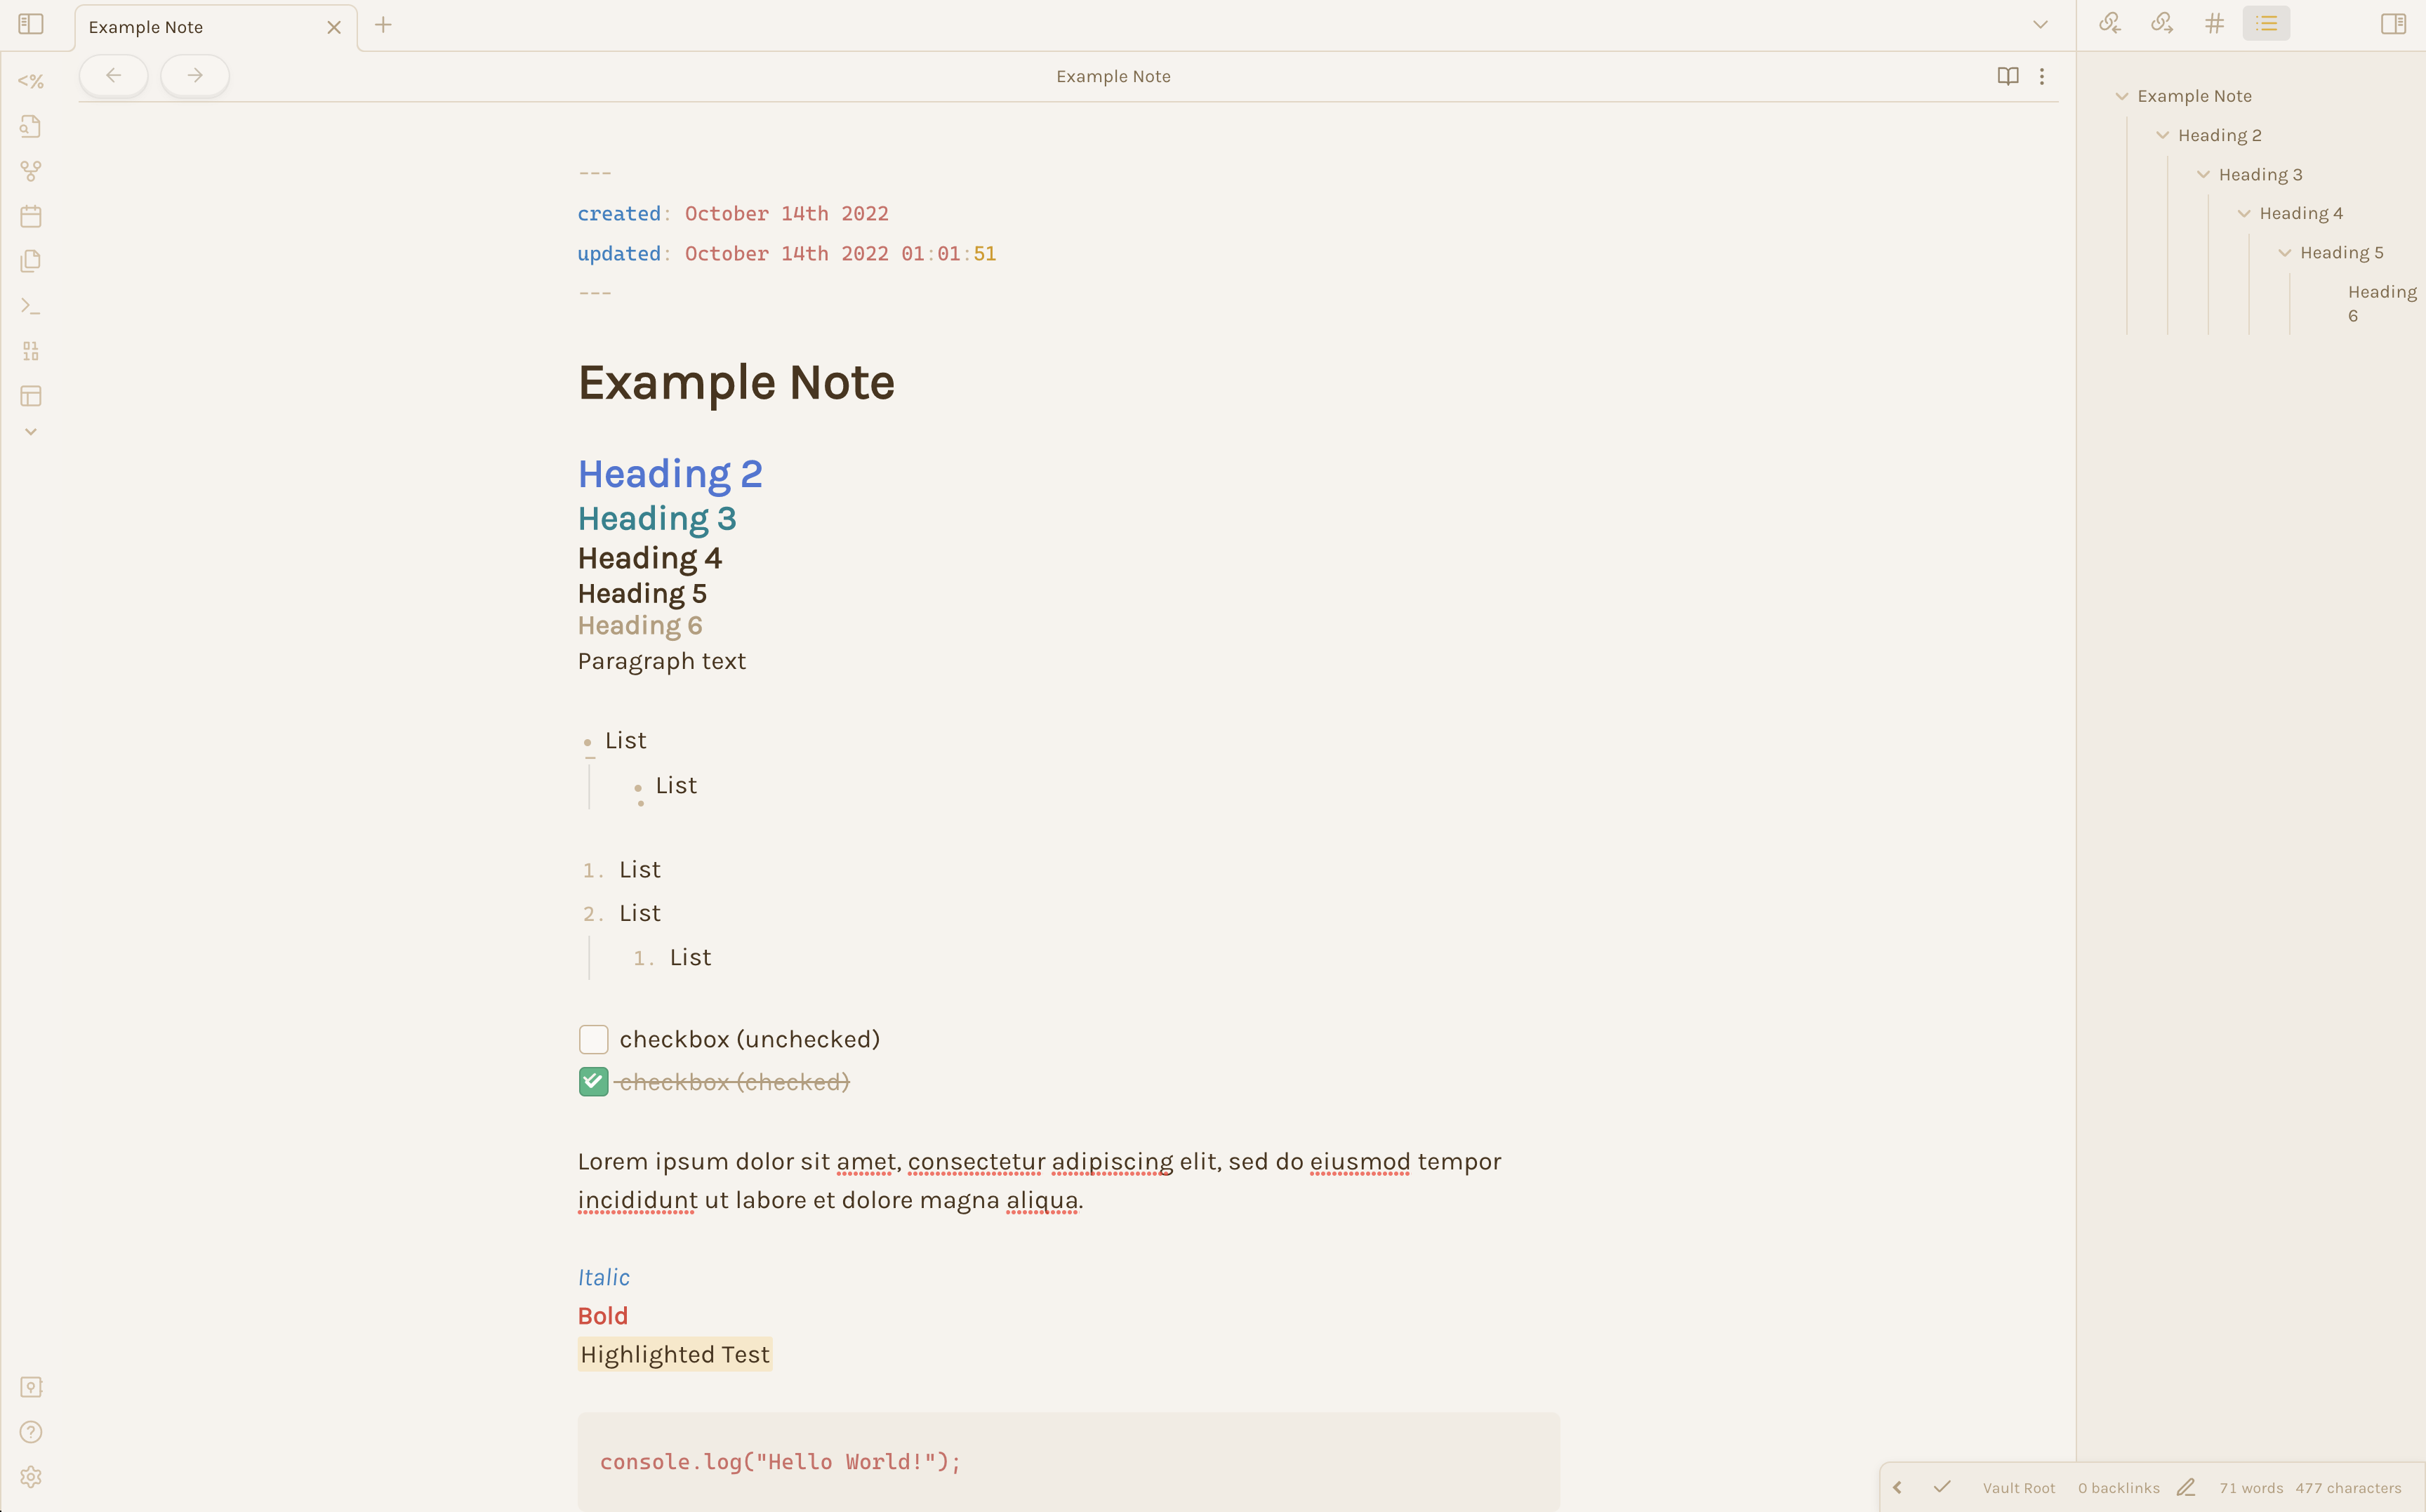 Example Note
Example Note
<%
---
created: October 14th 2022
updated: October 14th 2022 01:01:51
---
Example Note
Heading 2
Heading 3
Heading 4
Heading 5
Heading 6
Paragraph text
List
List
1. List
2. List
1. List
checkbox (unchecked)
checkbox (checked)
Lorem ipsum dolor sit amet, consectetur adipiscing elit, sed do eiusmod tempor
incididunt ut labore et dolore magna aliqua.
Italic
Bold
Highlighted Test
console.log("Hello World!");
Example Note
Heading 2
Heading 3
Heading 4
Heading 5
Heading
6
Vault Root 0 backlinks 71 words 477 characters